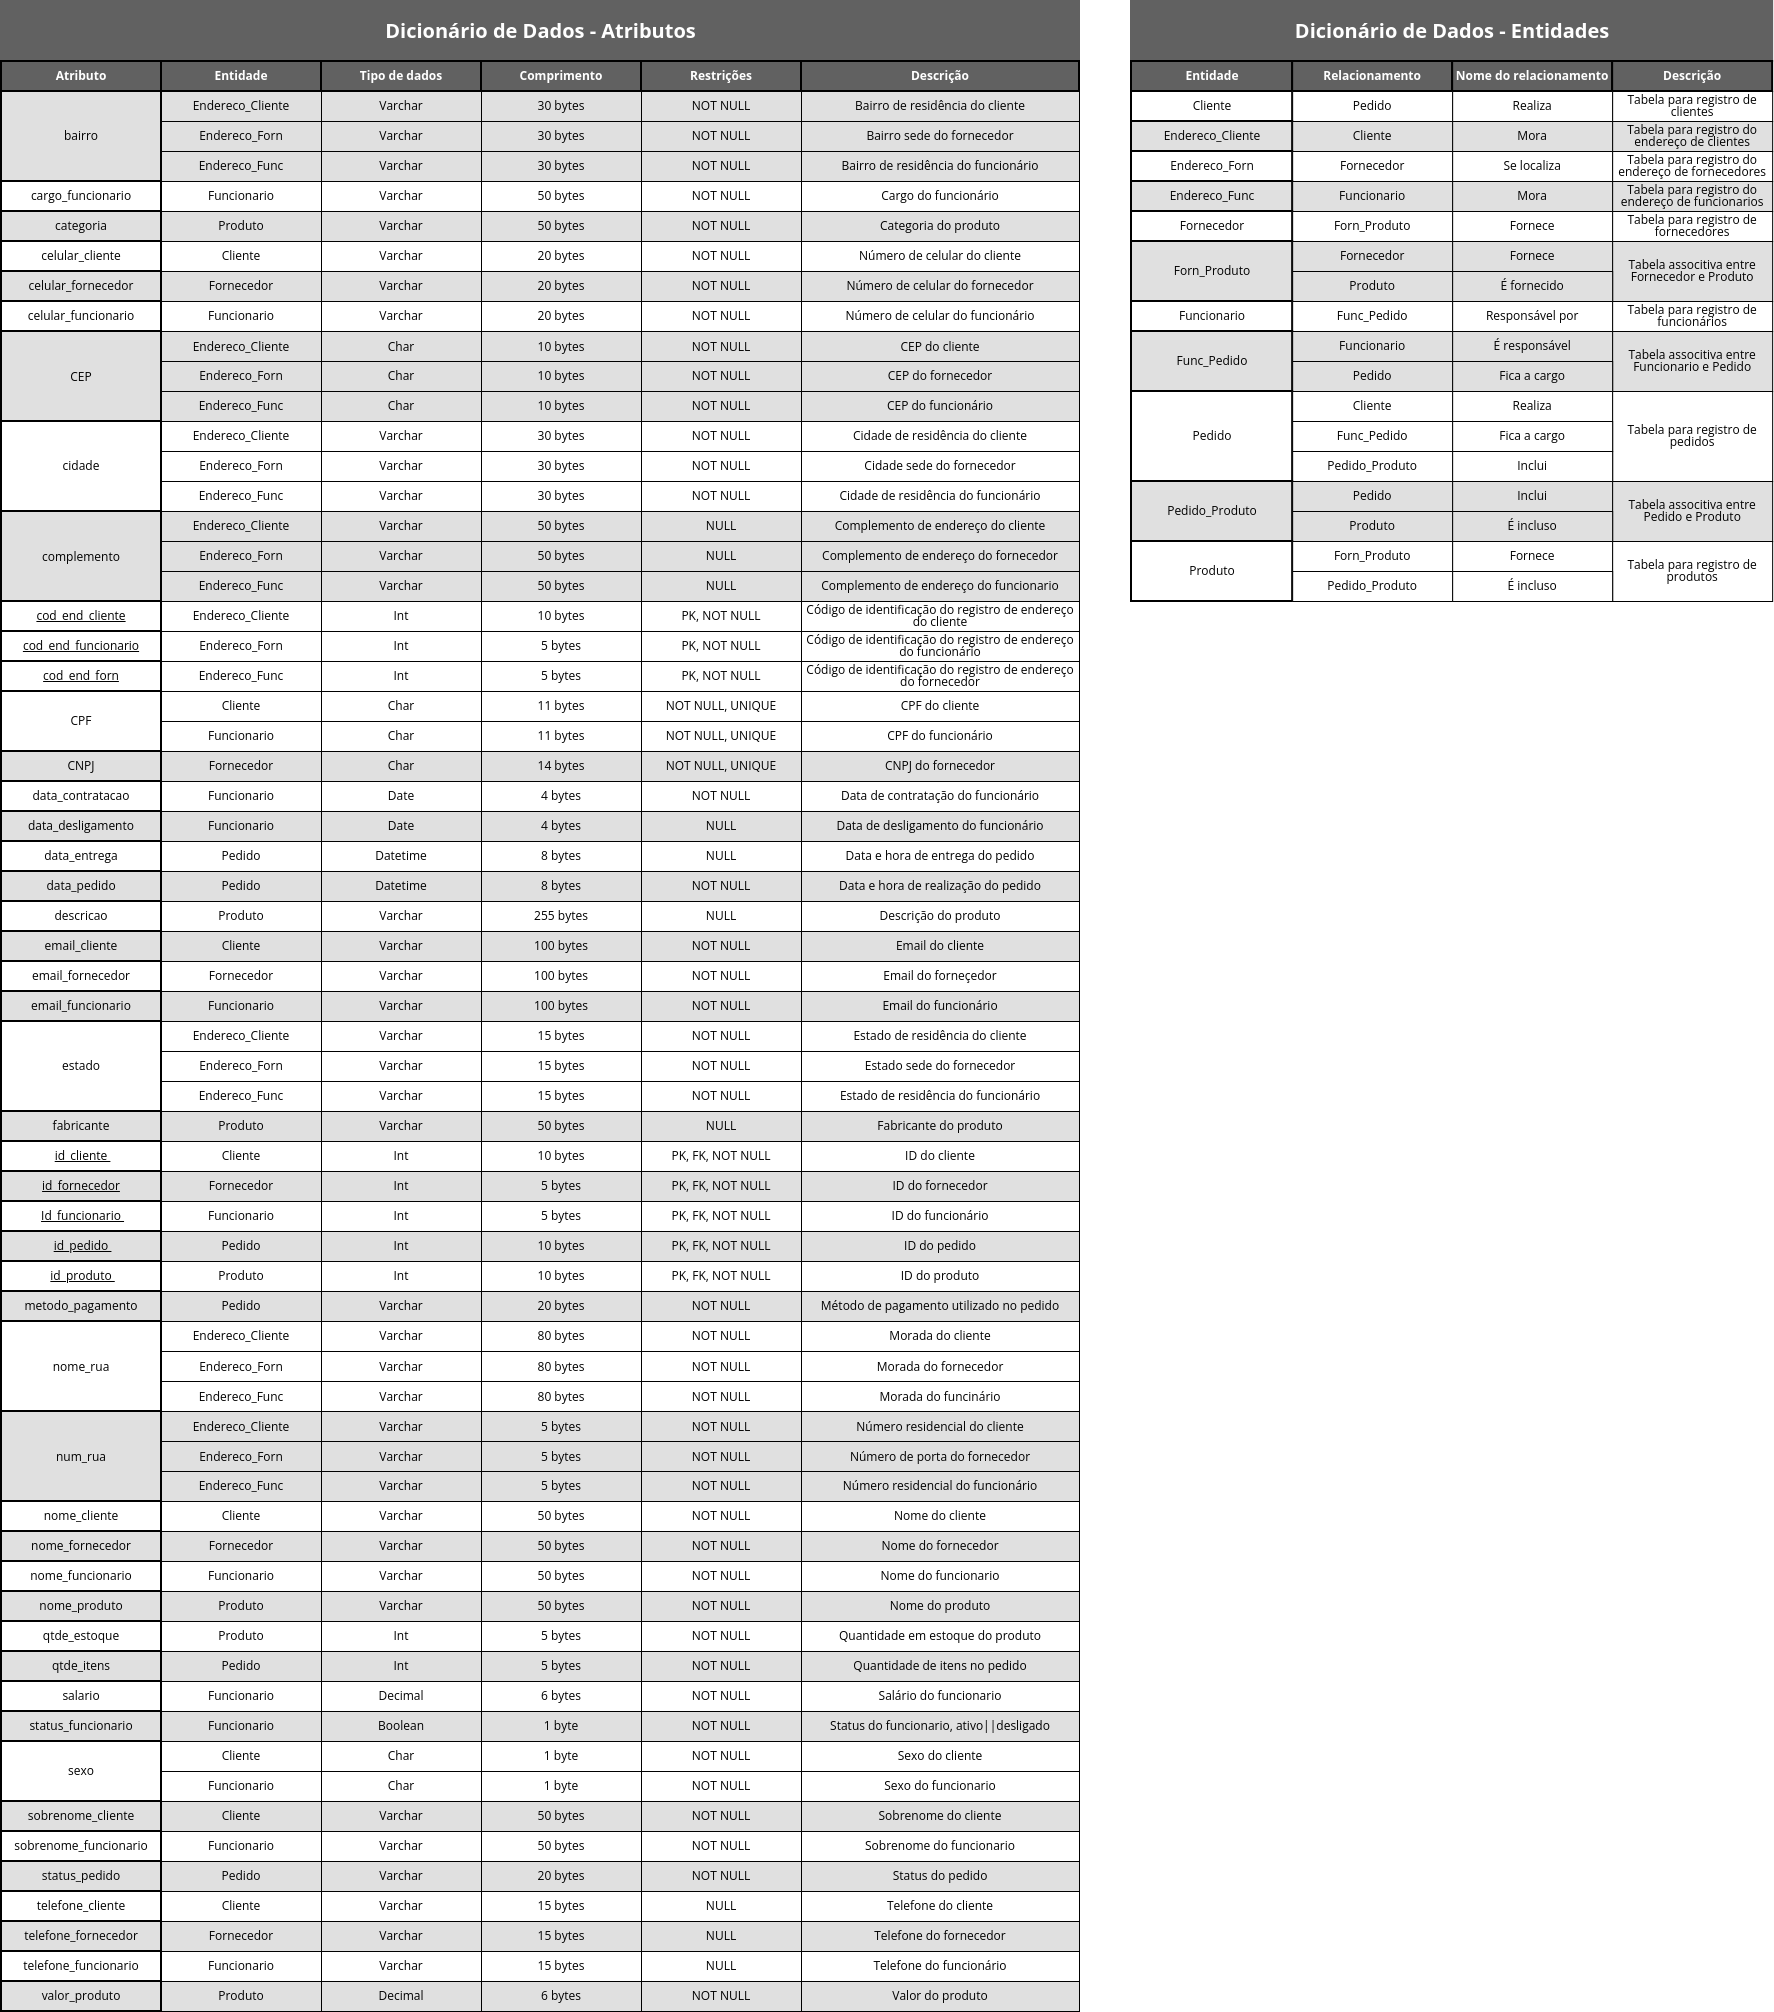 Dicionário de Dados - Atributos
Atributo Entidade Tipo de dados Comprimento Restrições Descrição
bairro
Endereco_Cliente Varchar 30 bytes NOT NULL Bairro de residência do cliente
Endereco_Forn Varchar 30 bytes NOT NULL Bairro sede do fornecedor
Endereco_Func Varchar 30 bytes NOT NULL Bairro de residência do funcionário
cargo_funcionario Funcionario Varchar 50 bytes NOT NULL Cargo do funcionário
categoria Produto Varchar 50 bytes NOT NULL Categoria do produto
celular_cliente Cliente Varchar 20 bytes NOT NULL Número de celular do cliente
celular_fornecedor Fornecedor Varchar 20 bytes NOT NULL Número de celular do fornecedor
celular_funcionario Funcionario Varchar 20 bytes NOT NULL Número de celular do funcionário
CEP
Endereco_Cliente Char 10 bytes NOT NULL CEP do cliente
Endereco_Forn Char 10 bytes NOT NULL CEP do fornecedor
Endereco_Func Char 10 bytes NOT NULL CEP do funcionário
cidade
Endereco_Cliente Varchar 30 bytes NOT NULL Cidade de residência do cliente
Endereco_Forn Varchar 30 bytes NOT NULL Cidade sede do fornecedor
Endereco_Func Varchar 30 bytes NOT NULL Cidade de residência do funcionário
complemento
Endereco_Cliente Varchar 50 bytes NULL Complemento de endereço do cliente
Endereco_Forn Varchar 50 bytes NULL Complemento de endereço do fornecedor
Endereco_Func Varchar 50 bytes NULL Complemento de endereço do funcionario
cod_end_cliente Endereco_Cliente Int 10 bytes PK, NOT NULL Código de identificação do registro de endereço
do cliente
cod_end_funcionario Endereco_Forn Int 5 bytes PK, NOT NULL Código de identificação do registro de endereço
do funcionário
cod_end_forn Endereco_Func Int 5 bytes PK, NOT NULL Código de identificação do registro de endereço
do fornecedor
CPF
Cliente Char 11 bytes NOT NULL, UNIQUE CPF do cliente
Funcionario Char 11 bytes NOT NULL, UNIQUE CPF do funcionário
CNPJ Fornecedor Char 14 bytes NOT NULL, UNIQUE CNPJ do fornecedor
data_contratacao Funcionario Date 4 bytes NOT NULL Data de contratação do funcionário
data_desligamento Funcionario Date 4 bytes NULL Data de desligamento do funcionário
data_entrega Pedido Datetime 8 bytes NULL Data e hora de entrega do pedido
data_pedido Pedido Datetime 8 bytes NOT NULL Data e hora de realização do pedido
descricao Produto Varchar 255 bytes NULL Descrição do produto
email_cliente Cliente Varchar 100 bytes NOT NULL Email do cliente
email_fornecedor Fornecedor Varchar 100 bytes NOT NULL Email do forneçedor
email_funcionario Funcionario Varchar 100 bytes NOT NULL Email do funcionário
estado
Endereco_Cliente Varchar 15 bytes NOT NULL Estado de residência do cliente
Endereco_Forn Varchar 15 bytes NOT NULL Estado sede do fornecedor
Endereco_Func Varchar 15 bytes NOT NULL Estado de residência do funcionário
fabricante Produto Varchar 50 bytes NULL Fabricante do produto
id_cliente Cliente Int 10 bytes PK, FK, NOT NULL ID do cliente
id_fornecedor Fornecedor Int 5 bytes PK, FK, NOT NULL ID do fornecedor
Id_funcionario Funcionario Int 5 bytes PK, FK, NOT NULL ID do funcionário
id_pedido Pedido Int 10 bytes PK, FK, NOT NULL ID do pedido
id_produto Produto Int 10 bytes PK, FK, NOT NULL ID do produto
metodo_pagamento Pedido Varchar 20 bytes NOT NULL Método de pagamento utilizado no pedido
nome_rua
Endereco_Cliente Varchar 80 bytes NOT NULL Morada do cliente
Endereco_Forn Varchar 80 bytes NOT NULL Morada do fornecedor
Endereco_Func Varchar 80 bytes NOT NULL Morada do funcinário
num_rua
Endereco_Cliente Varchar 5 bytes NOT NULL Número residencial do cliente
Endereco_Forn Varchar 5 bytes NOT NULL Número de porta do fornecedor
Endereco_Func Varchar 5 bytes NOT NULL Número residencial do funcionário
nome_cliente Cliente Varchar 50 bytes NOT NULL Nome do cliente
nome_fornecedor Fornecedor Varchar 50 bytes NOT NULL Nome do fornecedor
nome_funcionario Funcionario Varchar 50 bytes NOT NULL Nome do funcionario
nome_produto Produto Varchar 50 bytes NOT NULL Nome do produto
qtde_estoque Produto Int 5 bytes NOT NULL Quantidade em estoque do produto
qtde_itens Pedido Int 5 bytes NOT NULL Quantidade de itens no pedido
salario Funcionario Decimal 6 bytes NOT NULL Salário do funcionario
status_funcionario Funcionario Boolean 1 byte NOT NULL Status do funcionario, ativo||desligado
sexo
Cliente Char 1 byte NOT NULL Sexo do cliente
Funcionario Char 1 byte NOT NULL Sexo do funcionario
sobrenome_cliente Cliente Varchar 50 bytes NOT NULL Sobrenome do cliente
sobrenome_funcionario Funcionario Varchar 50 bytes NOT NULL Sobrenome do funcionario
status_pedido Pedido Varchar 20 bytes NOT NULL Status do pedido
telefone_cliente Cliente Varchar 15 bytes NULL Telefone do cliente
telefone_fornecedor Fornecedor Varchar 15 bytes NULL Telefone do fornecedor
telefone_funcionario Funcionario Varchar 15 bytes NULL Telefone do funcionário
valor_produto Produto Decimal 6 bytes NOT NULL Valor do produto
Dicionário de Dados - Entidades
Entidade Relacionamento Nome do relacionamento Descrição
Cliente Pedido Realiza Tabela para registro de
clientes
Endereco_Cliente Cliente Mora Tabela para registro do
endereço de clientes
Endereco_Forn Fornecedor Se localiza Tabela para registro do
endereço de fornecedores
Endereco_Func Funcionario Mora Tabela para registro do
endereço de funcionarios
Fornecedor Forn_Produto Fornece Tabela para registro de
fornecedores
Forn_Produto
Fornecedor Fornece
Produto É fornecido
Tabela associtiva entre
Fornecedor e Produto
Funcionario Func_Pedido Responsável por Tabela para registro de
funcionários
Func_Pedido
Funcionario É responsável
Pedido Fica a cargo
Tabela associtiva entre
Funcionario e Pedido
Pedido
Cliente Realiza
Func_Pedido Fica a cargo
Pedido_Produto Inclui
Tabela para registro de
pedidos
Pedido_Produto
Pedido Inclui
Produto É incluso
Tabela associtiva entre
Pedido e Produto
Produto
Forn_Produto Fornece
Pedido_Produto É incluso
Tabela para registro de
produtos